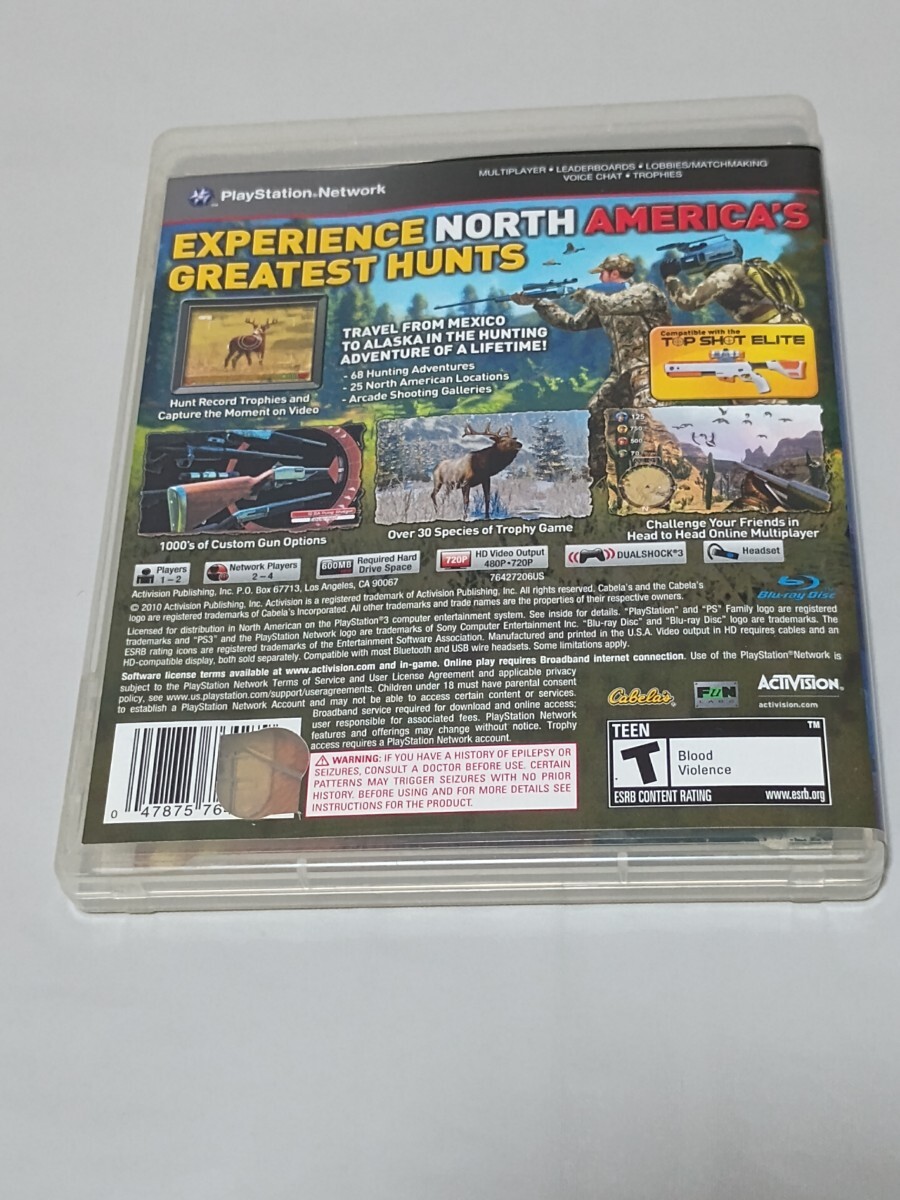 PlayStation®Network
MULTIPLAYER • LEADERBOARDS • LOBBIES/MATCHMAKING
VOICE CHAT • TROPHIES
EXPERIENCE NORTH AMERICA'S
GREATEST HUNTS
TRAVEL FROM MEXICO
TO ALASKA IN THE HUNTING
ADVENTURE OF A LIFETIME!
- 68 Hunting Adventures
- 25 North American Locations
- Arcade Shooting Galleries
Compatible with the
TOP SHOT ELITE
Hunt Record Trophies and
Capture the Moment on Video
125
750
500
70
1000's of Custom Gun Options
Over 30 Species of Trophy Game
Challenge Your Friends in
Head to Head Online Multiplayer
Players
1 – 2
Network Players
2 – 4
600MB
Required Hard
Drive Space
720P
HD Video Output
480P•720P
DUALSHOCK®3
Headset
76427206US
Blu-ray Disc
Activision Publishing, Inc. P.O. Box 67713, Los Angeles, CA 90067
© 2010 Activision Publishing, Inc. Activision is a registered trademark of Activision Publishing, Inc. All rights reserved. Cabela's and the Cabela's
logo are registered trademarks of Cabela's Incorporated. All other trademarks and trade names are the properties of their respective owners.
Licensed for distribution in North American on the PlayStation®3 computer entertainment system. See inside for details. "PlayStation" and "PS" Family logo are registered
trademarks and "PS3" and the PlayStation Network logo are trademarks of Sony Computer Entertainment Inc. "Blu-ray Disc" and "Blu-ray Disc" logo are trademarks. The
ESRB rating icons are registered trademarks of the Entertainment Software Association. Manufactured and printed in the U.S.A. Video output in HD requires cables and an
HD-compatible display, both sold separately. Compatible with most Bluetooth and USB wire headsets. Some limitations apply.
Software license terms available at www.activision.com and in-game. Online play requires Broadband internet connection. Use of the PlayStation®Network is
subject to the PlayStation Network Terms of Service and User License Agreement and applicable privacy
policy, see www.us.playstation.com/support/useragreements. Children under 18 must have parental consent
to establish a PlayStation Network Account and may not be able to access certain content or services.
Broadband service required for download and online access;
user responsible for associated fees. PlayStation Network
features and offerings may change without notice. Trophy
access requires a PlayStation Network account.
Cabela's
FUN
LABS
ACTIVISION®
activision.com
⚠ WARNING: IF YOU HAVE A HISTORY OF EPILEPSY OR
SEIZURES, CONSULT A DOCTOR BEFORE USE. CERTAIN
PATTERNS MAY TRIGGER SEIZURES WITH NO PRIOR
HISTORY. BEFORE USING AND FOR MORE DETAILS SEE
INSTRUCTIONS FOR THE PRODUCT.
0 47875 76
TEEN
TM
T
Blood
Violence
ESRB CONTENT RATING www.esrb.org